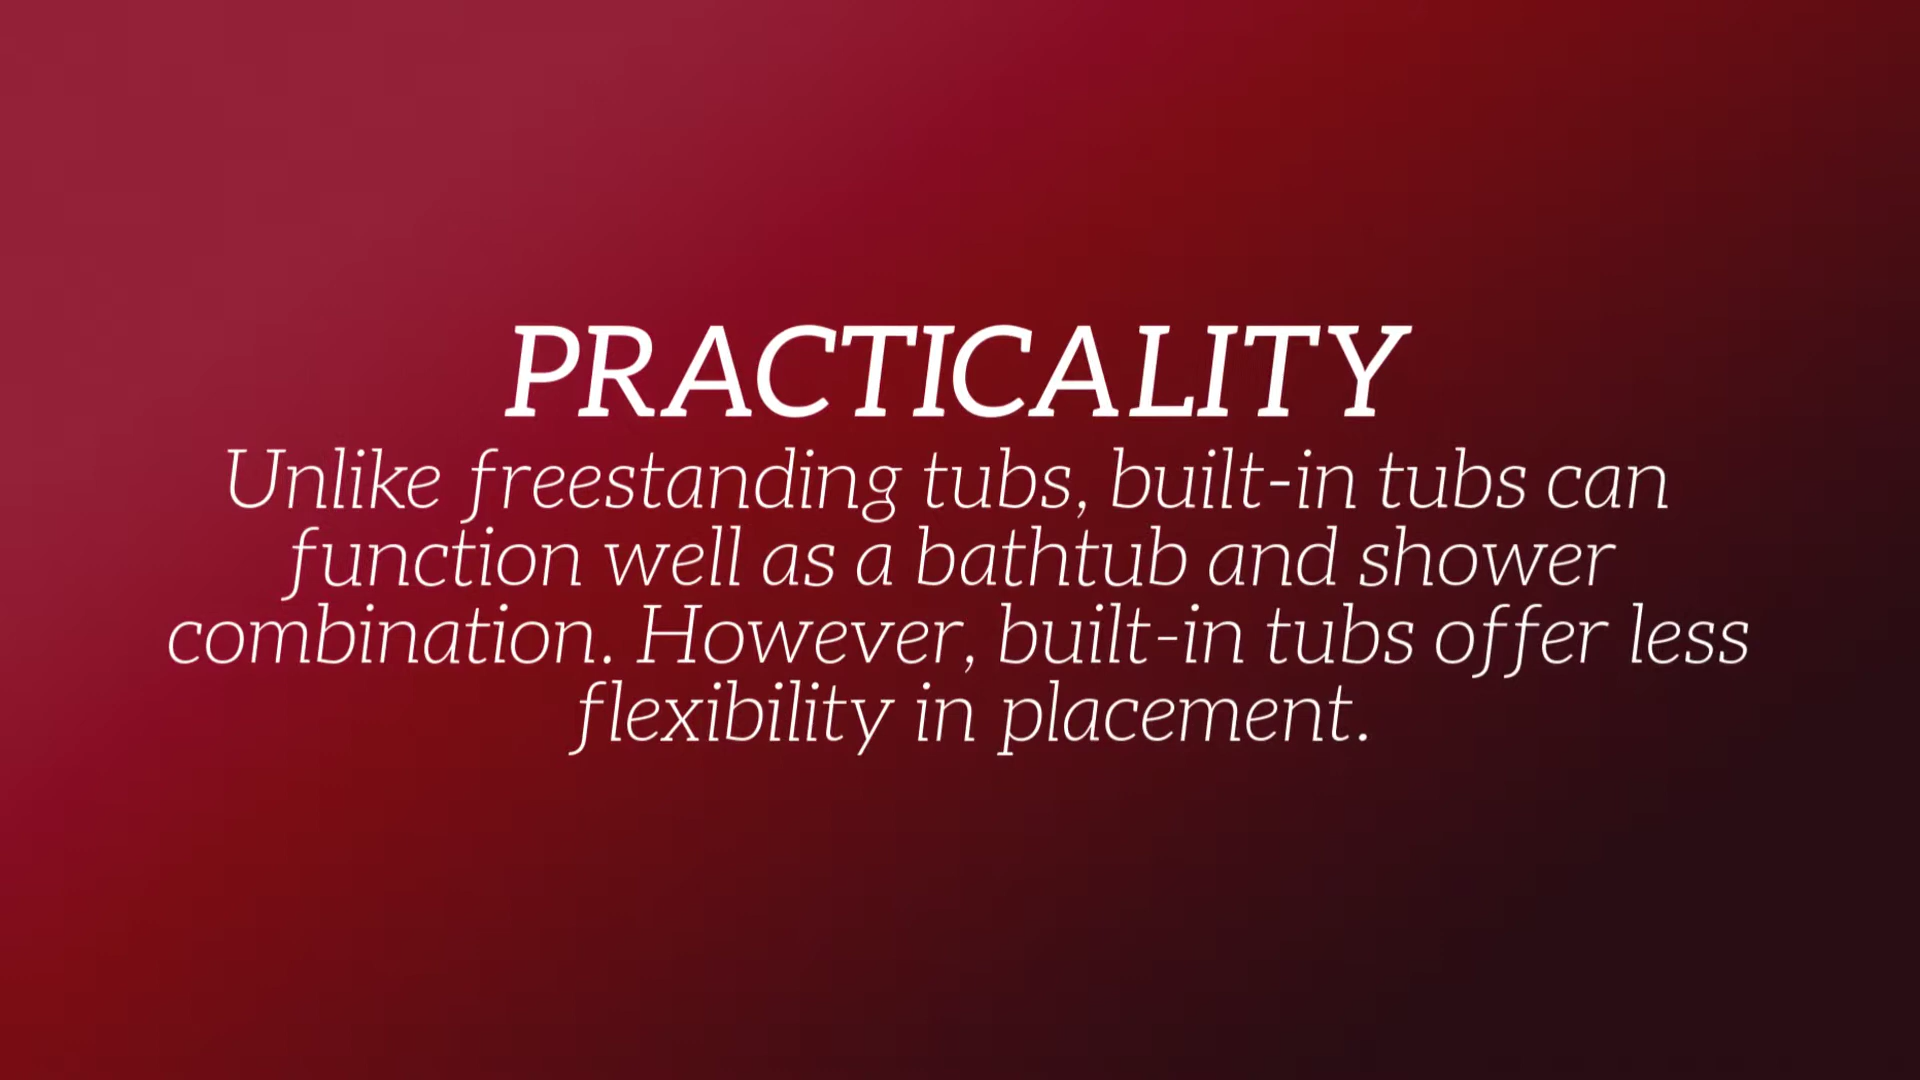 PRACTICALITY
Unlike freestanding tubs, built-in tubs can
function well as a bathtub and shower
combination. However, built-in tubs offer less
flexibility in placement.